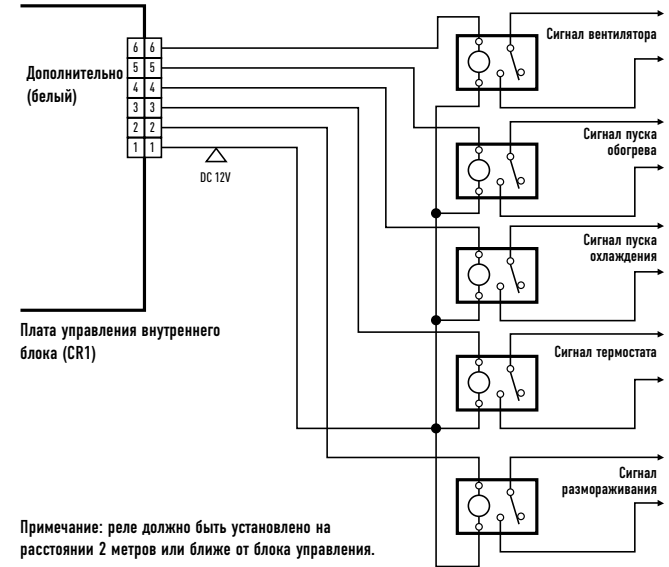 Сигнал вентилятора
6 6
Дополнительно
(белый)
5 5
4 4
3 3
2 2
1 1
DC 12V
Сигнал пуска
обогрева
Сигнал пуска
охлаждения
Плата управления внутреннего
блока (CR1)
Сигнал термостата
Сигнал
размораживания
Примечание: реле должно быть установлено на
расстоянии 2 метров или ближе от блока управления.